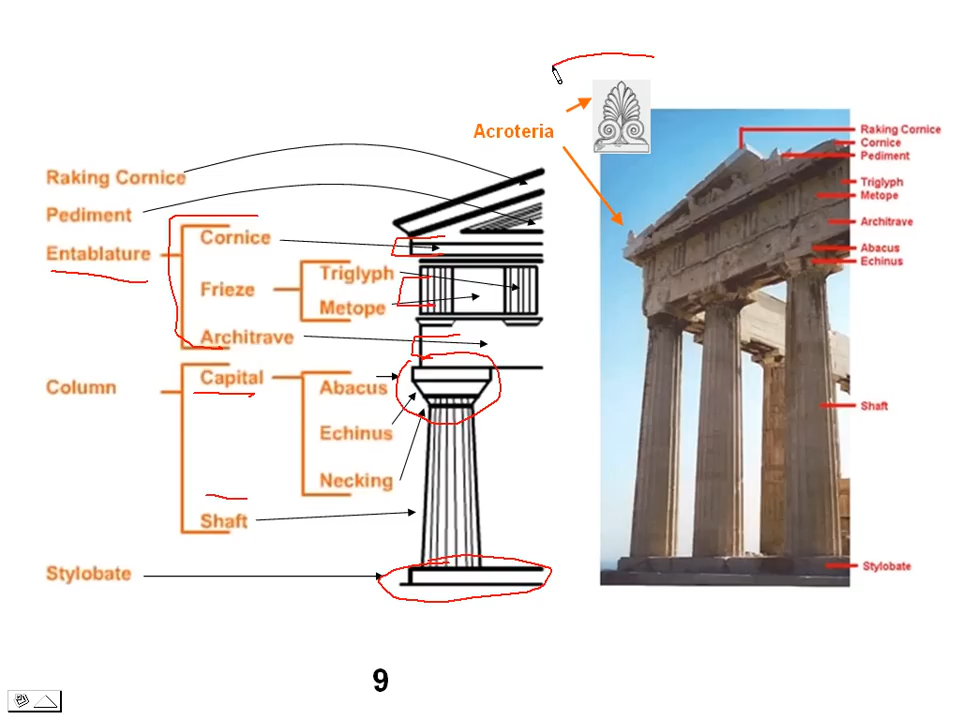 Acroteria
Raking Cornice
Pediment
Entablature
Cornice
Frieze
Triglyph
Metope
Architrave
Column
Capital
Abacus
Echinus
Necking
Shaft
Stylobate
Raking Cornice
Cornice
Pediment
Triglyph
Metope
Architrave
Abacus
Echinus
Shaft
Stylobate
9